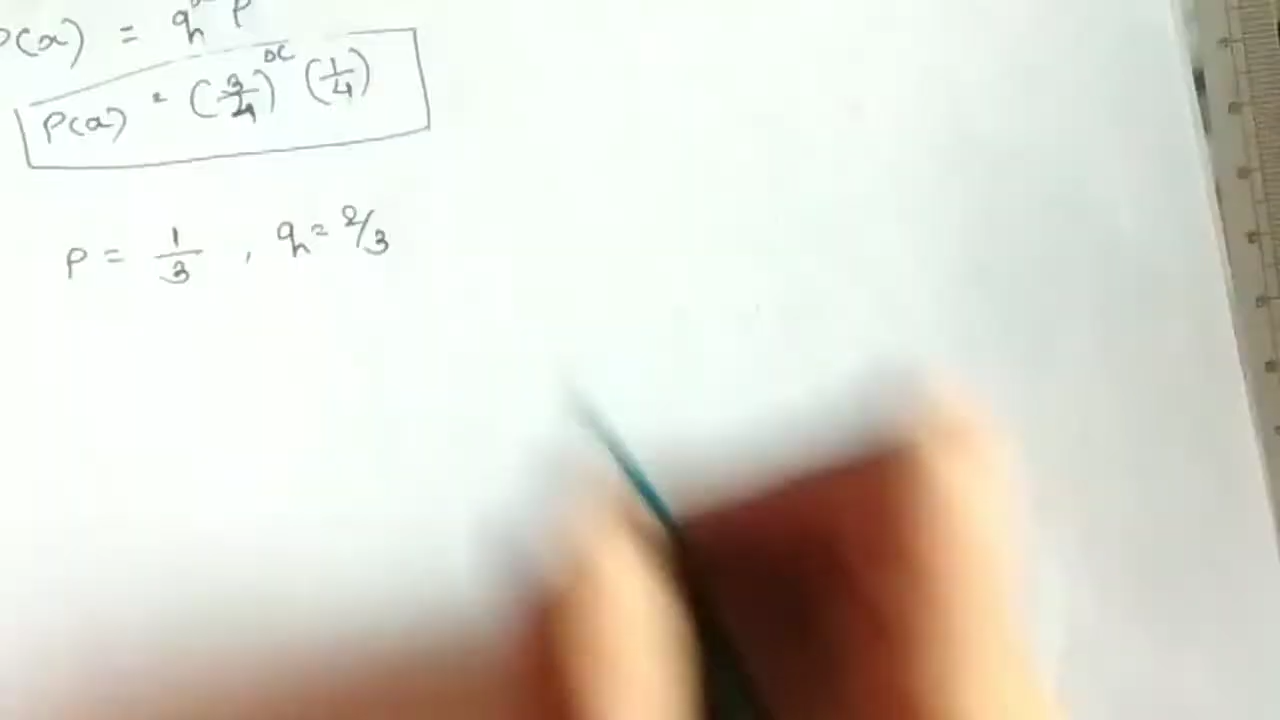 P(x) = q^x P
P(x) = (3/4)^x (1/4)
P = 1/3 , q = 2/3